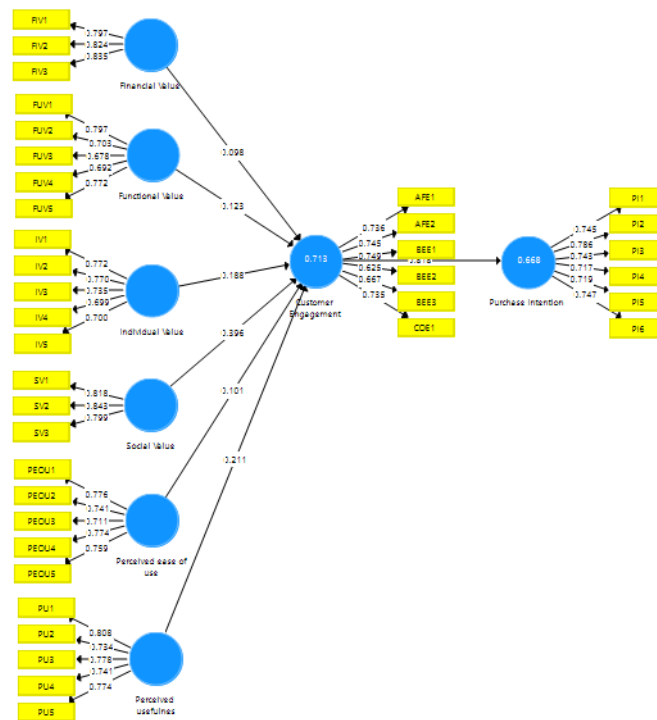 FIV1
FIV2
FIV3
0.797
0.824
0.835
Financial Value
FUV1
FUV2
FUV3
FUV4
FUV5
0.797
0.703
0.678
0.692
0.772
Functional Value
IV1
IV2
IV3
IV4
IV5
0.772
0.770
0.735
0.699
0.700
Individual Value
SV1
SV2
SV3
0.818
0.843
0.799
Social Value
PEOU1
PEOU2
PEOU3
PEOU4
PEOU5
0.776
0.741
0.711
0.774
0.759
Perceived ease of
use
PU1
PU2
PU3
PU4
PU5
0.808
0.734
0.778
0.741
0.774
Perceived
usefulnes
0.098
0.123
0.188
0.396
0.101
0.211
0.713
Customer
Engagement
AFE1
AFE2
BEE1
BEE2
BEE3
COE1
0.736
0.745
0.749
0.625
0.667
0.735
0.668
Purchase Intention
PI1
PI2
PI3
PI4
PI5
PI6
0.745
0.786
0.743
0.717
0.719
0.747